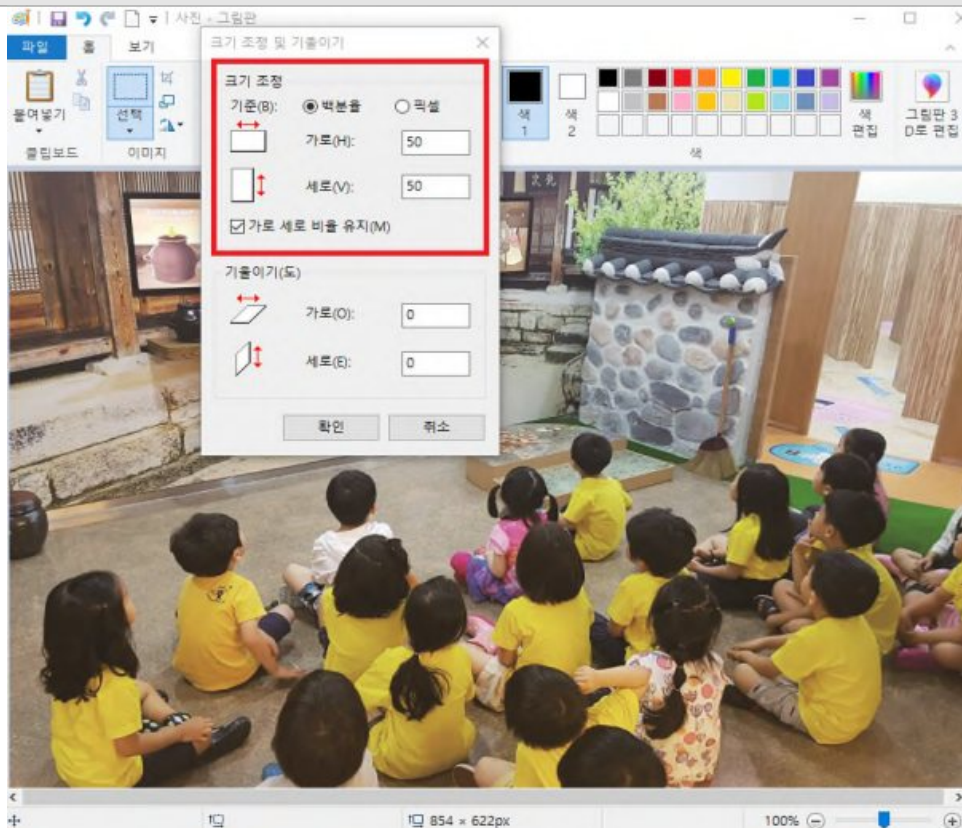 사진 - 그림판
파일 홈 보기
붙여넣기
선택
클립보드
이미지
색
1
색
2
색
편집
그림판 3
D로 편집
색
크기 조정 및 기울이기
크기 조정
기준(B): 백분율 픽셀
가로(H): 50
세로(V): 50
가로 세로 비율 유지(M)
기울이기(도)
가로(O): 0
세로(E): 0
확인 취소
854 × 622px
100%